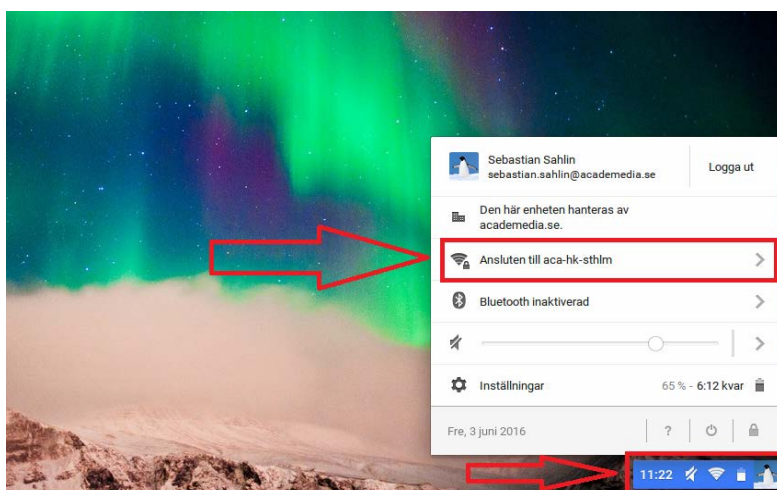 Sebastian Sahlin
sebastian.sahlin@academedia.se
Logga ut
Den här enheten hanteras av
academedia.se.
Ansluten till aca-hk-sthlm
Bluetooth inaktiverad
Inställningar
65 % - 6:12 kvar
Fre, 3 juni 2016
?
11:22